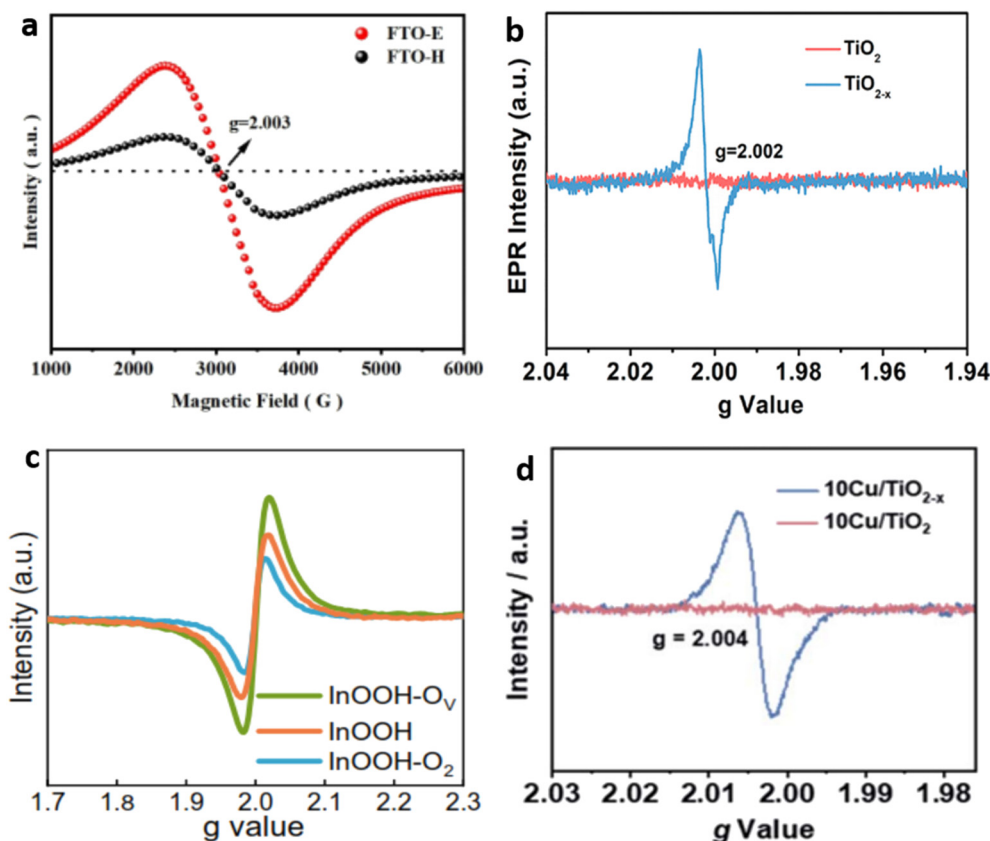 a
FTO-E
FTO-H
g=2.003
Intensity ( a.u. )
1000 2000 3000 4000 5000 6000
Magnetic Field ( G )
b
TiO2
TiO2-x
g=2.002
EPR Intensity (a.u.)
2.04 2.02 2.00 1.98 1.96 1.94
g Value
c
Intensity (a.u.)
InOOH-OV
InOOH
InOOH-O2
1.7 1.8 1.9 2.0 2.1 2.2 2.3
g value
d
10Cu/TiO2-x
10Cu/TiO2
g = 2.004
Intensity / a.u.
2.03 2.02 2.01 2.00 1.99 1.98
g Value